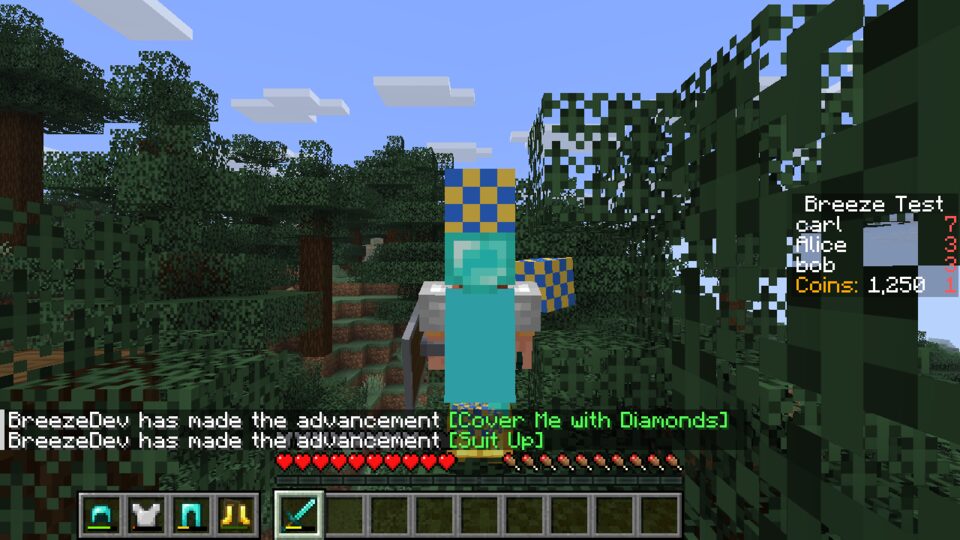 Breeze Test
carl 7
Alice 3
bob 3
Coins: 1,250 1
BreezeDev has made the advancement [Cover Me with Diamonds]
BreezeDev has made the advancement [Suit Up]